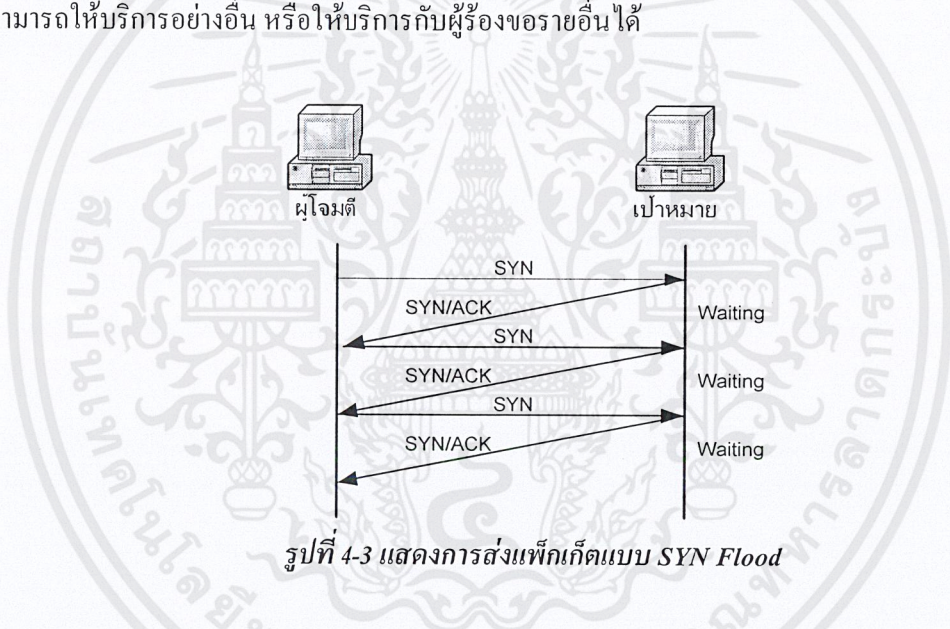 ามารถให้บริการอย่างอื่น หรือให้บริการกับผู้ร้องขอรายอื่นได้
ผู้โจมตี
เป้าหมาย
SYN
SYN/ACK
Waiting
SYN
SYN/ACK
Waiting
SYN
SYN/ACK
Waiting
รูปที่ 4-3 แสดงการส่งแพ็กเก็ตแบบ SYN Flood